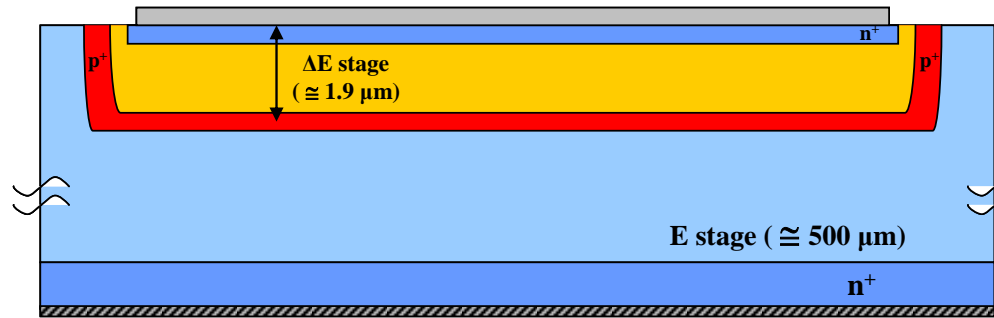 n+
p+
p+
ΔE stage
(≅ 1.9 μm)
E stage ( ≅ 500 μm)
n+